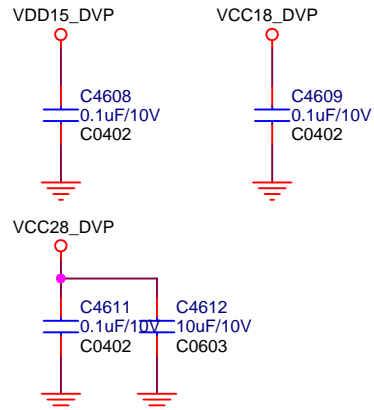 VDD15_DVP
C4608
0.1uF/10V
C0402
VCC18_DVP
C4609
0.1uF/10V
C0402
VCC28_DVP
C4611
0.1uF/10V
C0402
C4612
10uF/10V
C0603